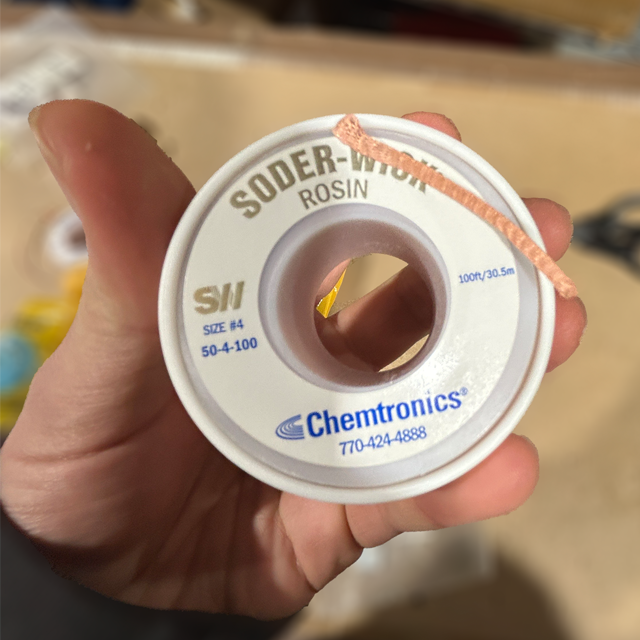 SODER-WICK
ROSIN
100ft/30.5m
SW
SIZE #4
50-4-100
Chemtronics®
770-424-4888